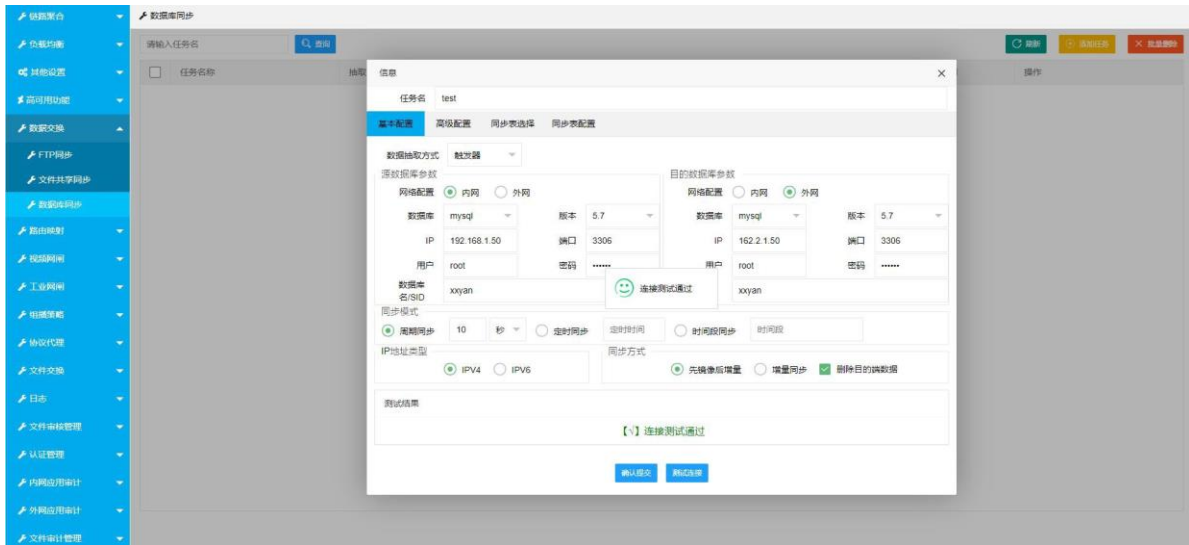 链路聚合
负载均衡
其他设置
高可用功能
数据交换
FTP同步
文件共享同步
数据库同步
路由映射
视频网闸
工业网闸
组播策略
协议代理
文件交换
日志
文件审核管理
认证管理
内网应用审计
外网应用审计
文件审计管理
数据库同步
请输入任务名 查询 刷新 添加任务 批量删除
任务名称 抽取 操作
信息
任务名 test
基本配置 高级配置 同步表选择 同步表配置
数据抽取方式 触发器
源数据库参数 目的数据库参数
网络配置 内网 外网 网络配置 内网 外网
数据库 mysql 版本 5.7 数据库 mysql 版本 5.7
IP 192.168.1.50 端口 3306 IP 162.2.1.50 端口 3306
用户 root 密码 •••••• 用户 root 密码 ••••••
数据库名/SID xxyan 连接测试通过 xxyan
同步模式
周期同步 10 秒 定时同步 定时时间 时间段同步 时间段
IP地址类型 同步方式
IPV4 IPV6 先镜像后增量 增量同步 删除目的端数据
测试结果
【√】连接测试通过
确认提交 测试连接